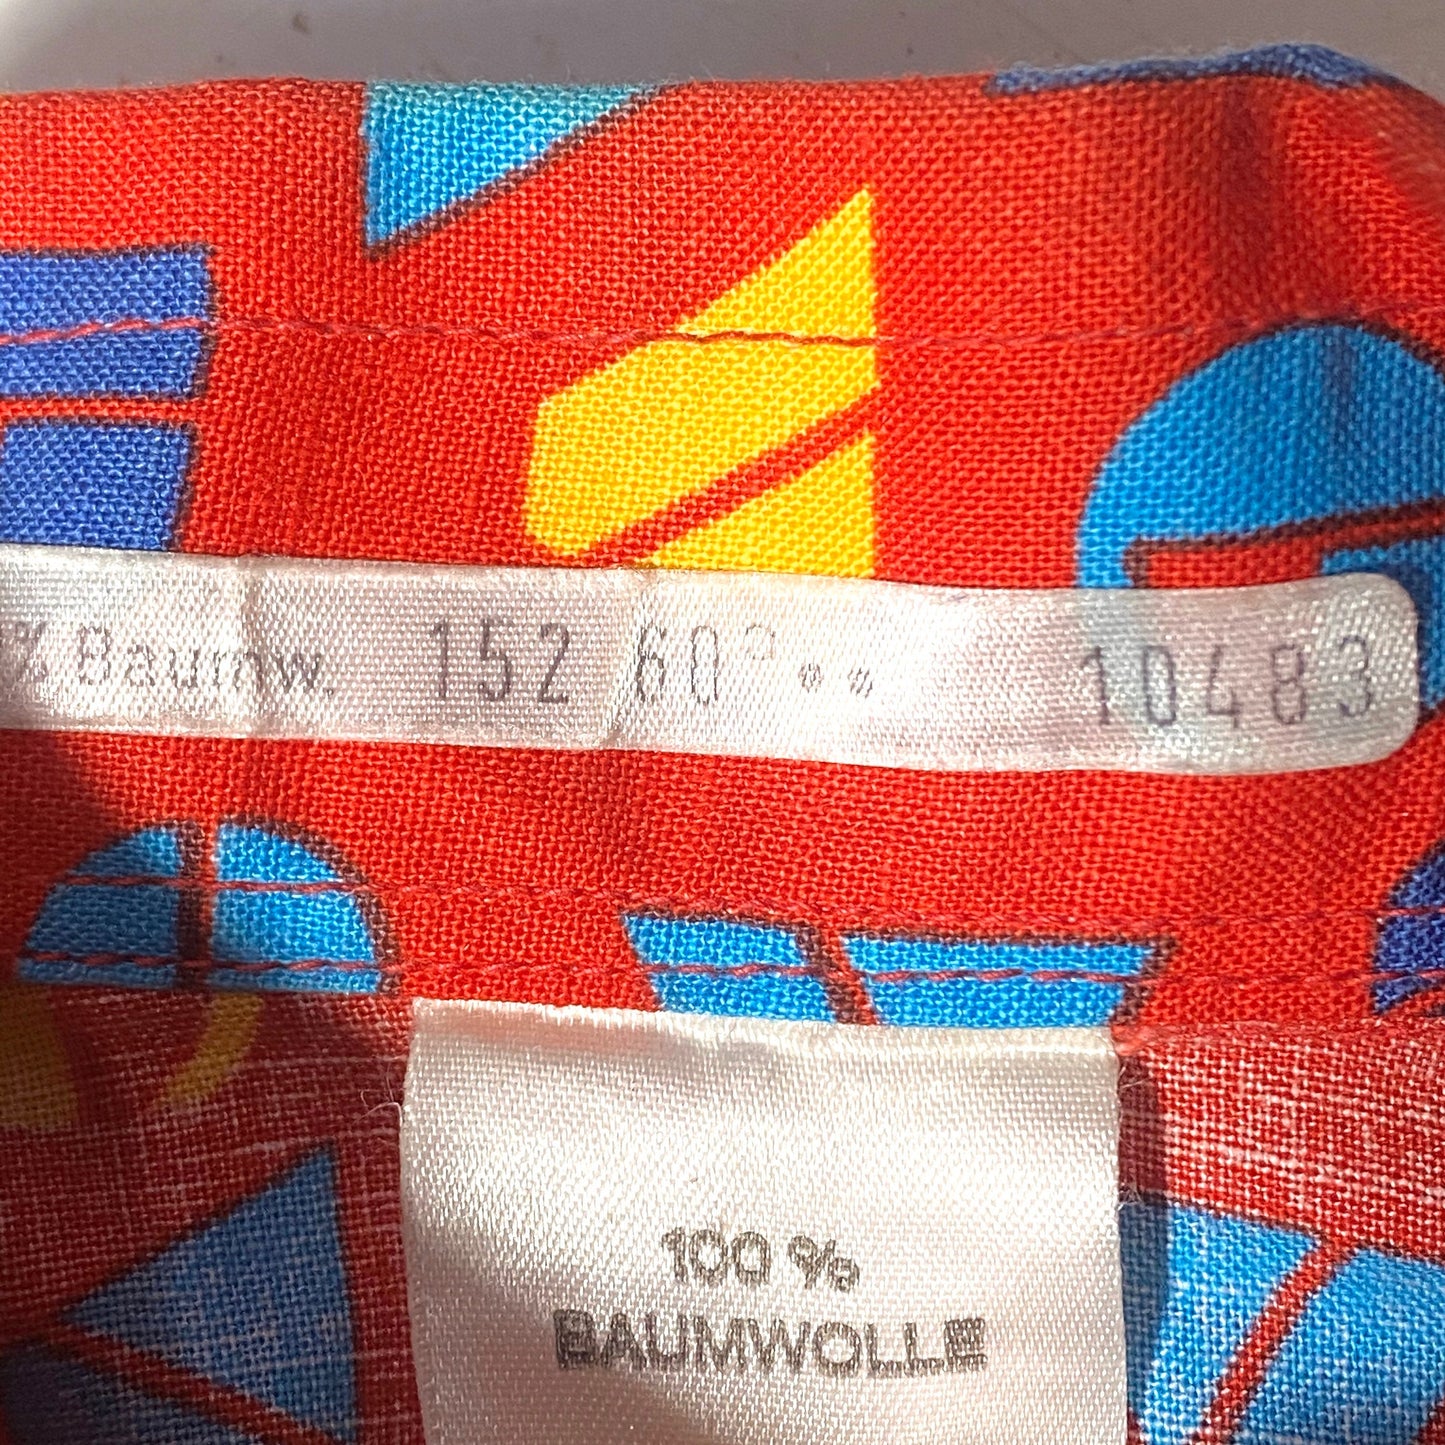 % Baumw. 152 60° •• 10483
100 %
BAUMWOLLE